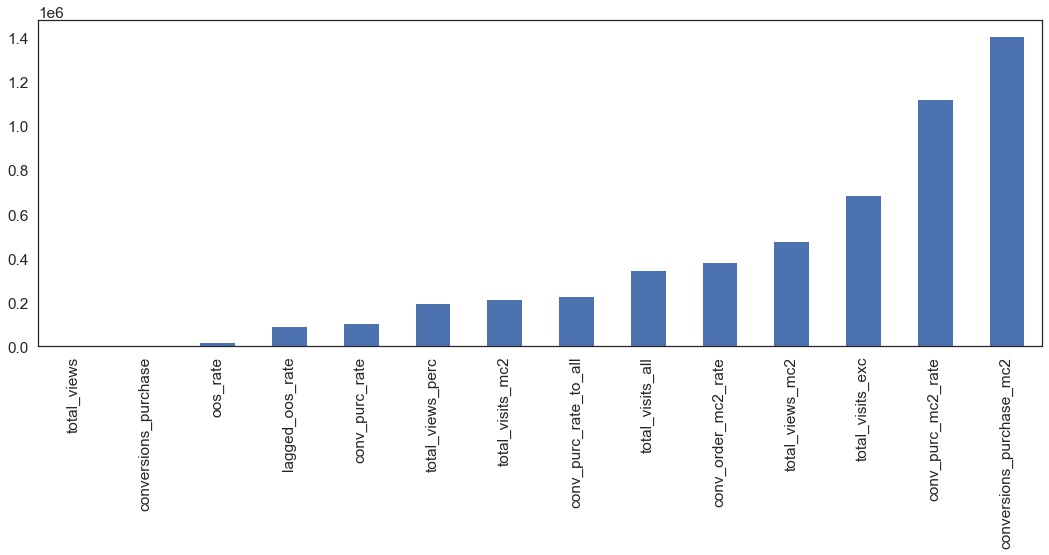 1e6
1.4
1.2
1.0
0.8
0.6
0.4
0.2
0.0
total_views
conversions_purchase
oos_rate
lagged_oos_rate
conv_purc_rate
total_views_perc
total_visits_mc2
conv_purc_rate_to_all
total_visits_all
conv_order_mc2_rate
total_views_mc2
total_visits_exc
conv_purc_mc2_rate
conversions_purchase_mc2